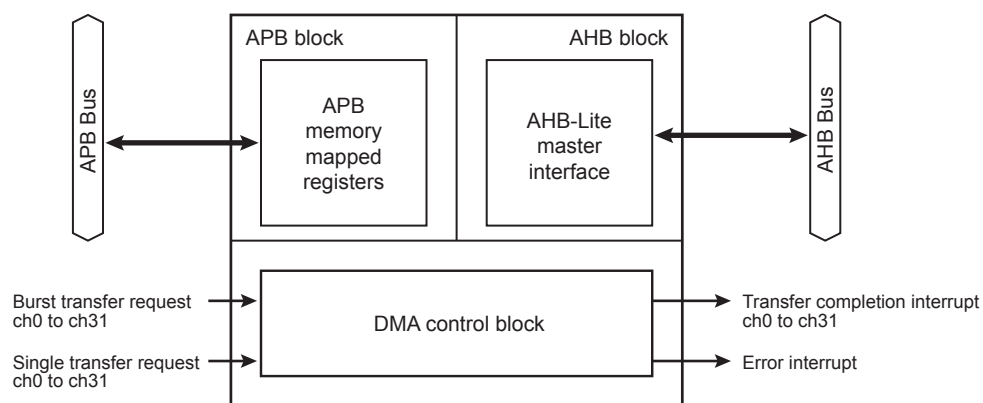 APB block
AHB block
APB Bus
APB
memory
mapped
registers
AHB-Lite
master
interface
AHB Bus
Burst transfer request
ch0 to ch31
Single transfer request
ch0 to ch31
DMA control block
Transfer completion interrupt
ch0 to ch31
Error interrupt